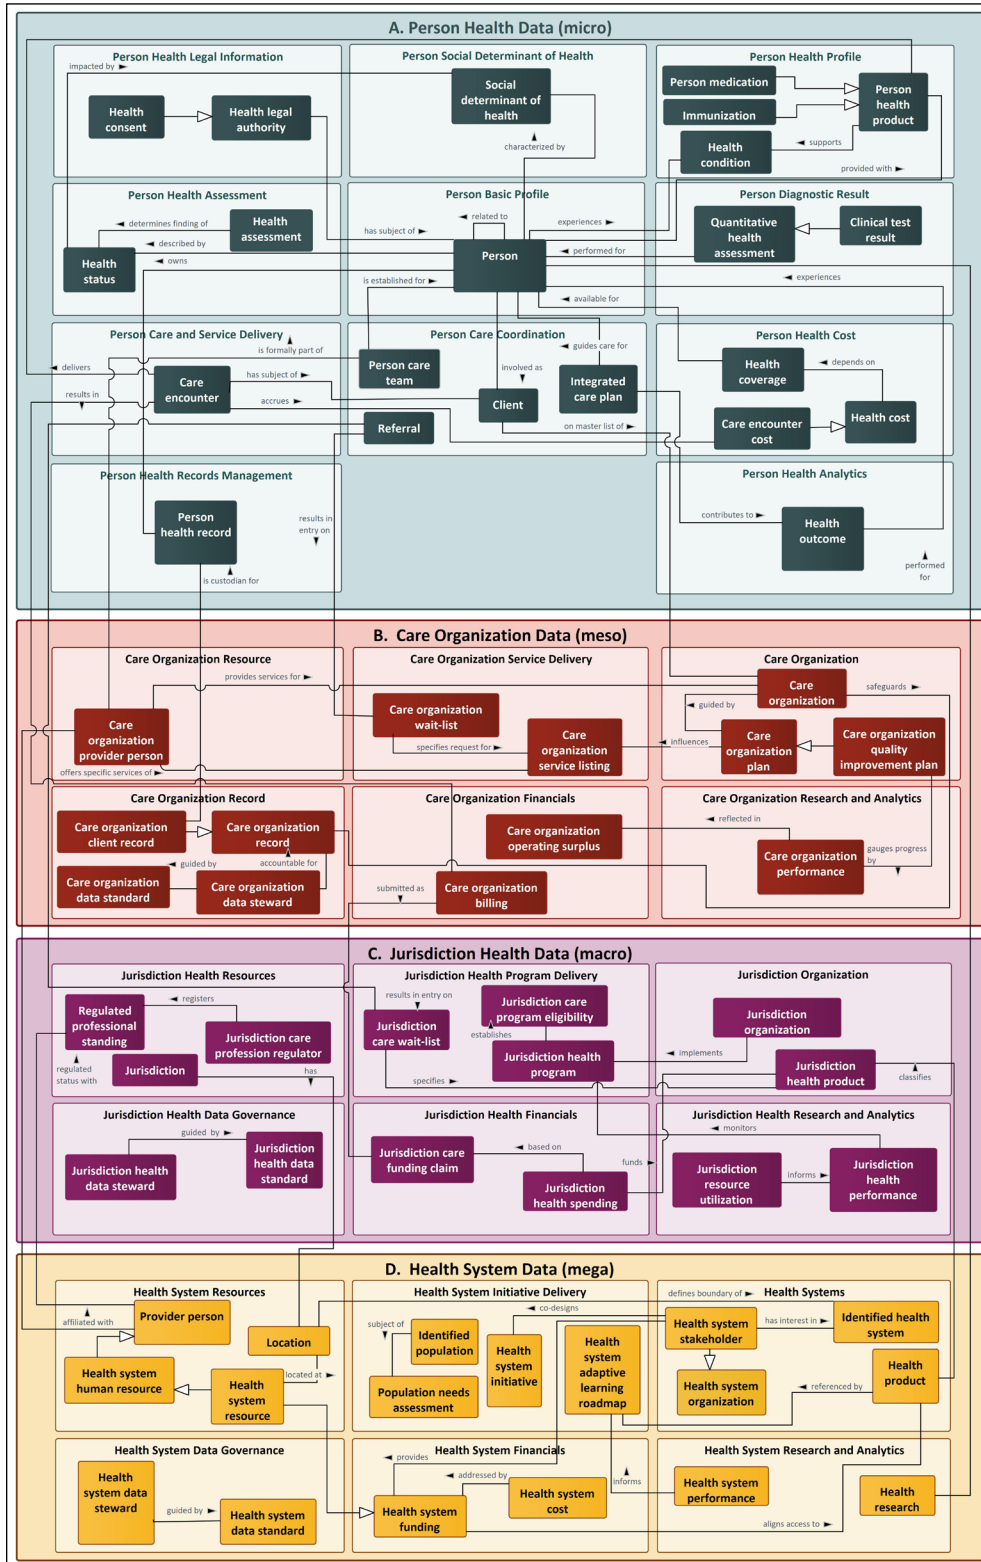 A. Person Health Data (micro)
Person Health Legal Information
impacted by
Health
consent
Health legal
authority
Person Social Determinant of Health
Social
determinant of
health
characterized by
Person Health Profile
Person medication
Immunization
Person
health
product
supports
Health
condition
provided with
Person Health Assessment
determines finding of
Health
assessment
described by
Health
status
owns
Person Basic Profile
related to
experiences
has subject of
Person
performed for
is established for
available for
Person Diagnostic Result
Quantitative
health
assessment
Clinical test
result
experiences
Person Care and Service Delivery
is formally part of
delivers
Care
encounter
has subject of
results in
accrues
Person Care Coordination
guides care for
Person care
team
involved as
Integrated
care plan
Client
Referral
on master list of
Person Health Cost
Health
coverage
depends on
Care encounter
cost
Health cost
Person Health Records Management
Person
health record
results in
entry on
is custodian for
Person Health Analytics
contributes to
Health
outcome
performed
for
B. Care Organization Data (meso)
Care Organization Resource
provides services for
Care
organization
provider person
offers specific services of
Care Organization Service Delivery
Care organization
wait-list
specifies request for
Care
organization
service listing
Care Organization
Care
organization
safeguards
guided by
influences
Care
organization
plan
Care organization
quality
improvement plan
Care Organization Record
Care organization
client record
Care organization
record
guided by
accountable for
Care organization
data standard
Care organization
data steward
Care Organization Financials
Care organization
operating surplus
submitted as
Care organization
billing
Care Organization Research and Analytics
reflected in
Care organization
performance
gauges progress
by
C. Jurisdiction Health Data (macro)
Jurisdiction Health Resources
registers
Regulated
professional
standing
Jurisdiction care
profession regulator
regulated
status with
Jurisdiction
has
Jurisdiction Health Program Delivery
results in entry on
Jurisdiction care
program eligibility
Jurisdiction
care wait-list
establishes
Jurisdiction health
program
specifies
Jurisdiction Organization
Jurisdiction
organization
implements
Jurisdiction
health product
classifies
Jurisdiction Health Data Governance
guided by
Jurisdiction health
data steward
Jurisdiction
health data
standard
Jurisdiction Health Financials
Jurisdiction care
funding claim
based on
funds
Jurisdiction
health spending
Jurisdiction Health Research and Analytics
monitors
Jurisdiction
resource
utilization
informs
Jurisdiction
health
performance
D. Health System Data (mega)
Health System Resources
Provider person
affiliated with
Location
Health system
human resource
located at
Health
system
resource
Health System Initiative Delivery
co-designs
subject of
Identified
population
Health
system
initiative
Health
system
adaptive
learning
roadmap
Population needs
assessment
defines boundary of
Health Systems
Health system
stakeholder
has interest in
Identified health
system
Health system
organization
referenced by
Health
product
Health System Data Governance
Health
system data
steward
guided by
Health
system data standard
Health System Financials
provides
addressed by
Health
system cost
Health system
funding
informs
Health System Research and Analytics
Health system
performance
Health
research
aligns access to